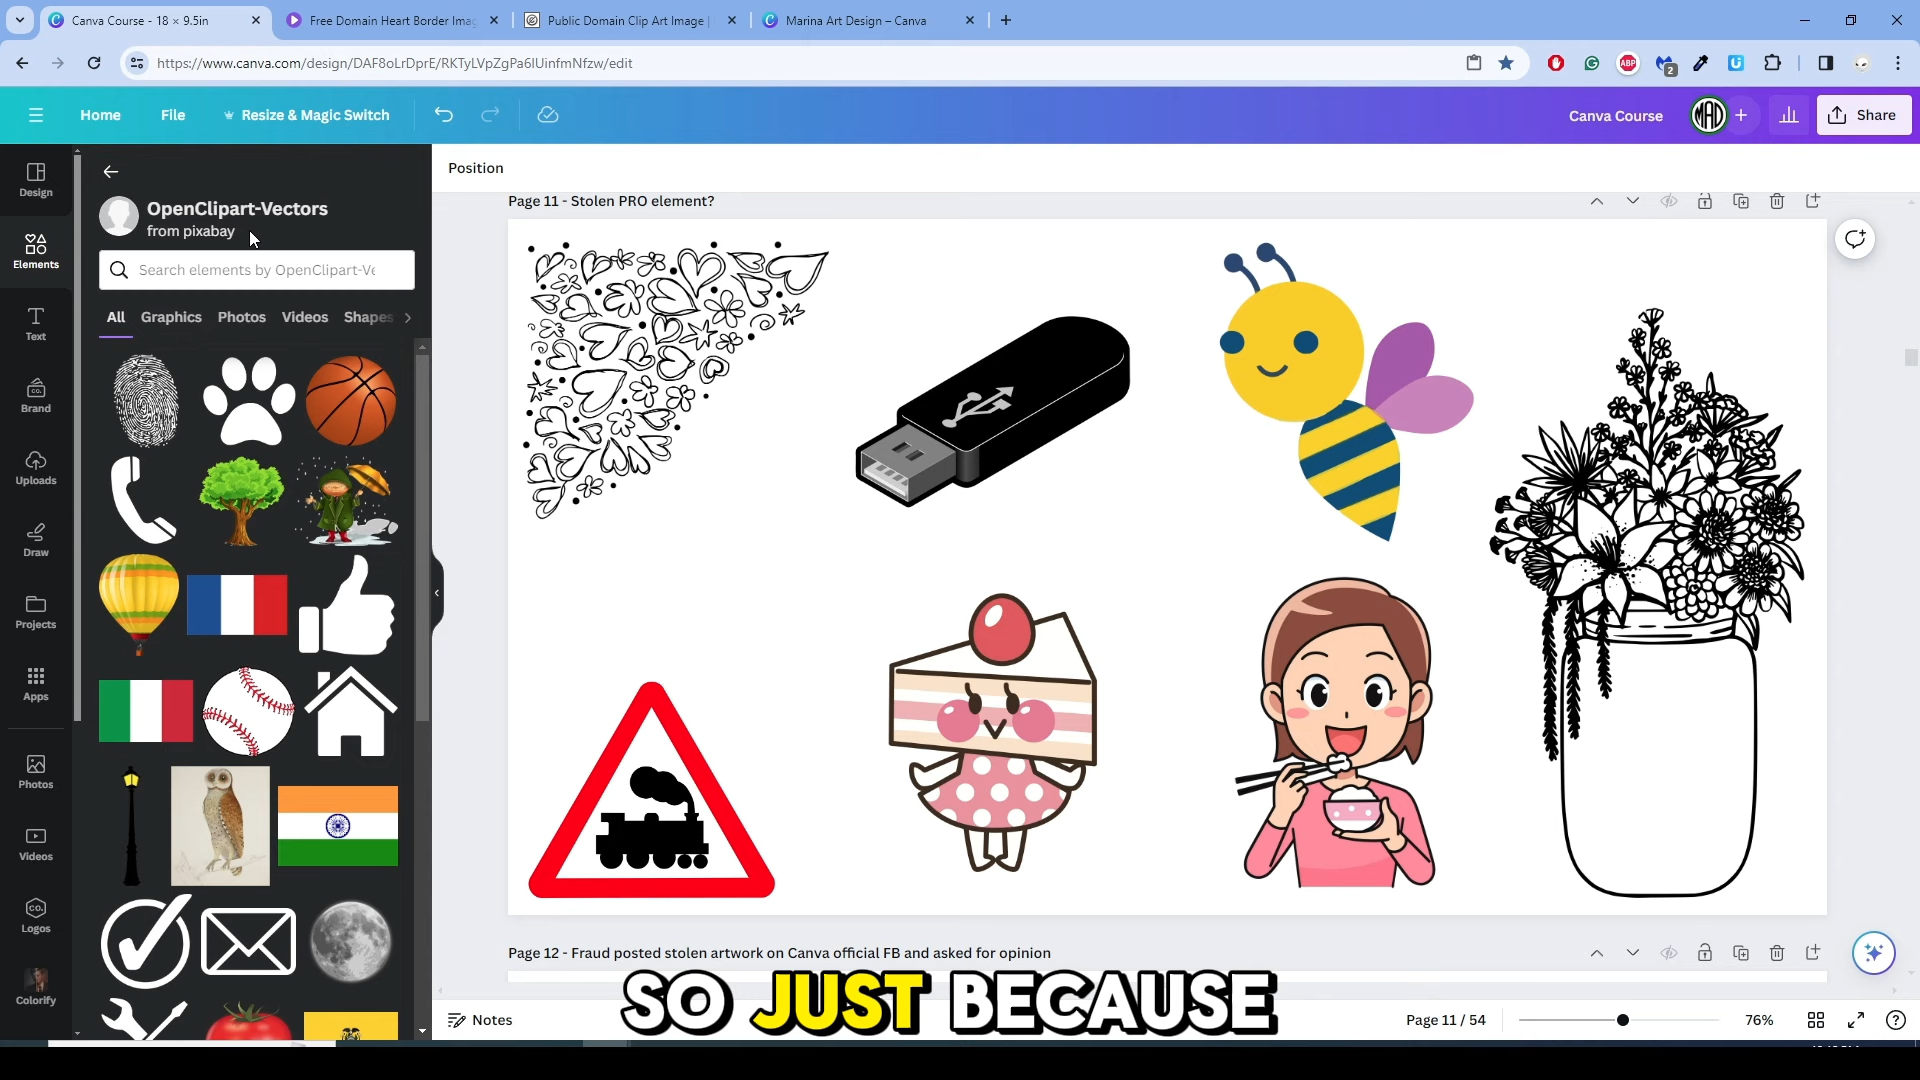 Canva Course - 18 × 9.5in
Free Domain Heart Border Imag
Public Domain Clip Art Image |
Marina Art Design – Canva
https://www.canva.com/design/DAF8oLrDprE/RKTyLVpZgPa6IUinfmNfzw/edit
ABP
2
Home
File
Resize & Magic Switch
Canva Course
MAD
Share
Design
Elements
Text
Brand
Uploads
Draw
Projects
Apps
Photos
Videos
Logos
Colorify
OpenClipart-Vectors
from pixabay
Search elements by OpenClipart-Ve
All
Graphics
Photos
Videos
Shapes
Position
Page 11 - Stolen PRO element?
Page 12 - Fraud posted stolen artwork on Canva official FB and asked for opinion
SO JUST BECAUSE
Notes
Page 11 / 54
76%